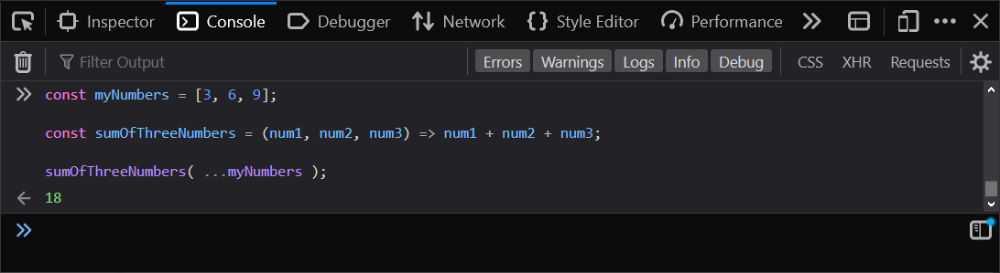 Inspector Console Debugger Network Style Editor Performance
Filter Output Errors Warnings Logs Info Debug CSS XHR Requests
const myNumbers = [3, 6, 9];
const sumOfThreeNumbers = (num1, num2, num3) => num1 + num2 + num3;
sumOfThreeNumbers( ...myNumbers );
18